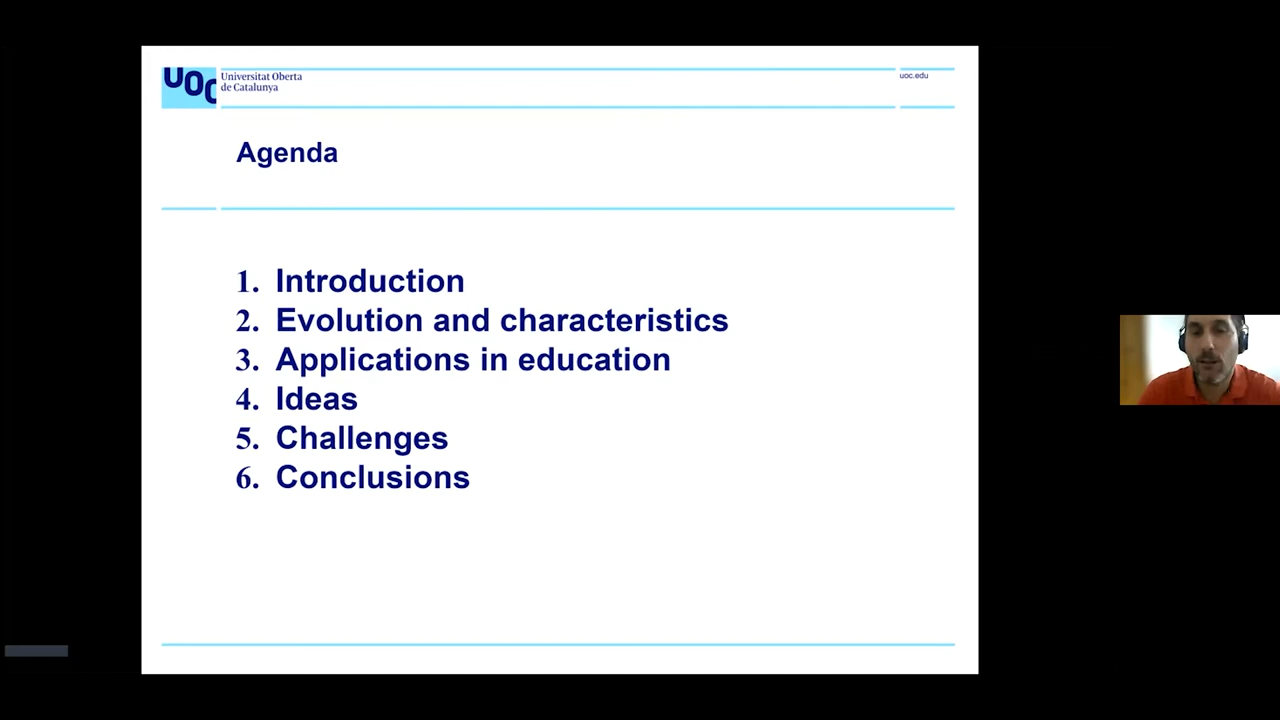 UOC
Universitat Oberta
de Catalunya
uoc.edu
Agenda
1. Introduction
2. Evolution and characteristics
3. Applications in education
4. Ideas
5. Challenges
6. Conclusions